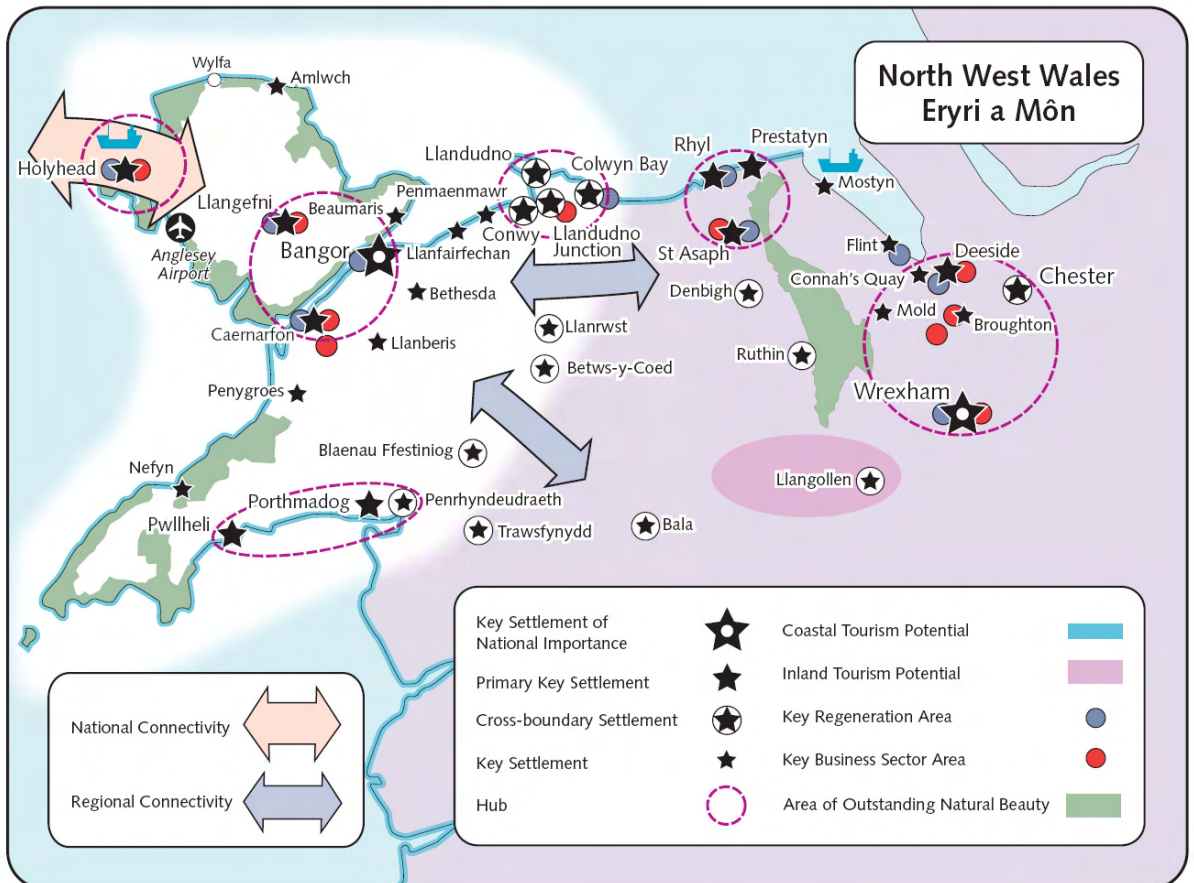 North West Wales
Eryri a Môn
Wylfa
Amlwch
Holyhead
Llangefni
Beaumaris
Penmaenmawr
Llandudno
Colwyn Bay
Rhyl
Prestatyn
Mostyn
Anglesey
Airport
Bangor
Llanfairfechan
Conwy
Llandudno
Junction
St Asaph
Flint
Deeside
Connah's Quay
Chester
Bethesda
Denbigh
Mold
Broughton
Caernarfon
Llanberis
Llanrwst
Ruthin
Betws-y-Coed
Penygroes
Wrexham
Blaenau Ffestiniog
Nefyn
Llangollen
Porthmadog
Penrhyndeudraeth
Pwllheli
Trawsfynydd
Bala
National Connectivity
Regional Connectivity
Key Settlement of
National Importance
Primary Key Settlement
Cross-boundary Settlement
Key Settlement
Hub
Coastal Tourism Potential
Inland Tourism Potential
Key Regeneration Area
Key Business Sector Area
Area of Outstanding Natural Beauty